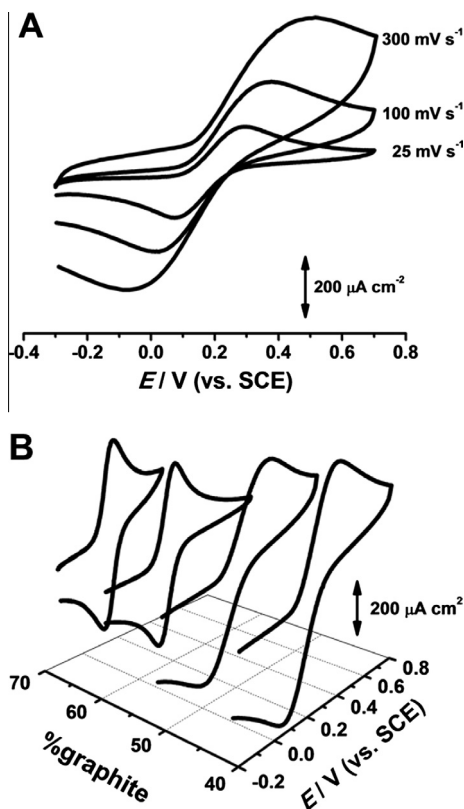 A
300 mV s⁻¹
100 mV s⁻¹
25 mV s⁻¹
200 μA cm⁻²
-0.4 -0.2 0.0 0.2 0.4 0.6 0.8
E / V (vs. SCE)
B
200 μA cm²
70 60 50 40
%graphite
-0.2 0.0 0.2 0.4 0.6 0.8
E / V (vs. SCE)